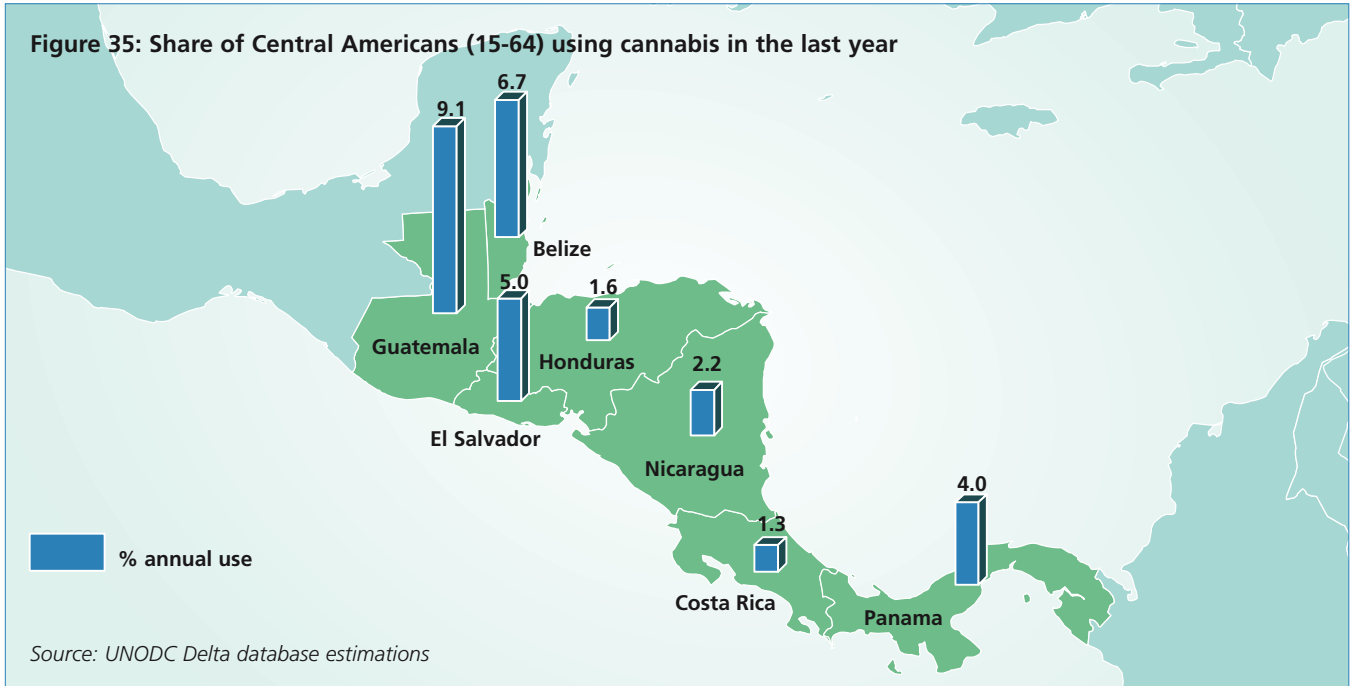 Figure 35: Share of Central Americans (15-64) using cannabis in the last year
6.7
9.1
Belize
5.0
1.6
Guatemala
Honduras
2.2
El Salvador
Nicaragua
4.0
1.3
% annual use
Costa Rica
Panama
Source: UNODC Delta database estimations